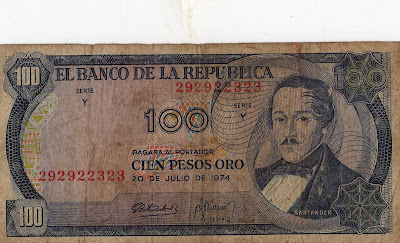 100
EL BANCO DE LA REPUBLICA
100
SERIE
Y
292922323
SERIE
Y
100
PAGARA AL PORTADOR
CIEN PESOS ORO
292922323
20 DE JULIO DE 1974
100
SECRETARIO
SANTANDER